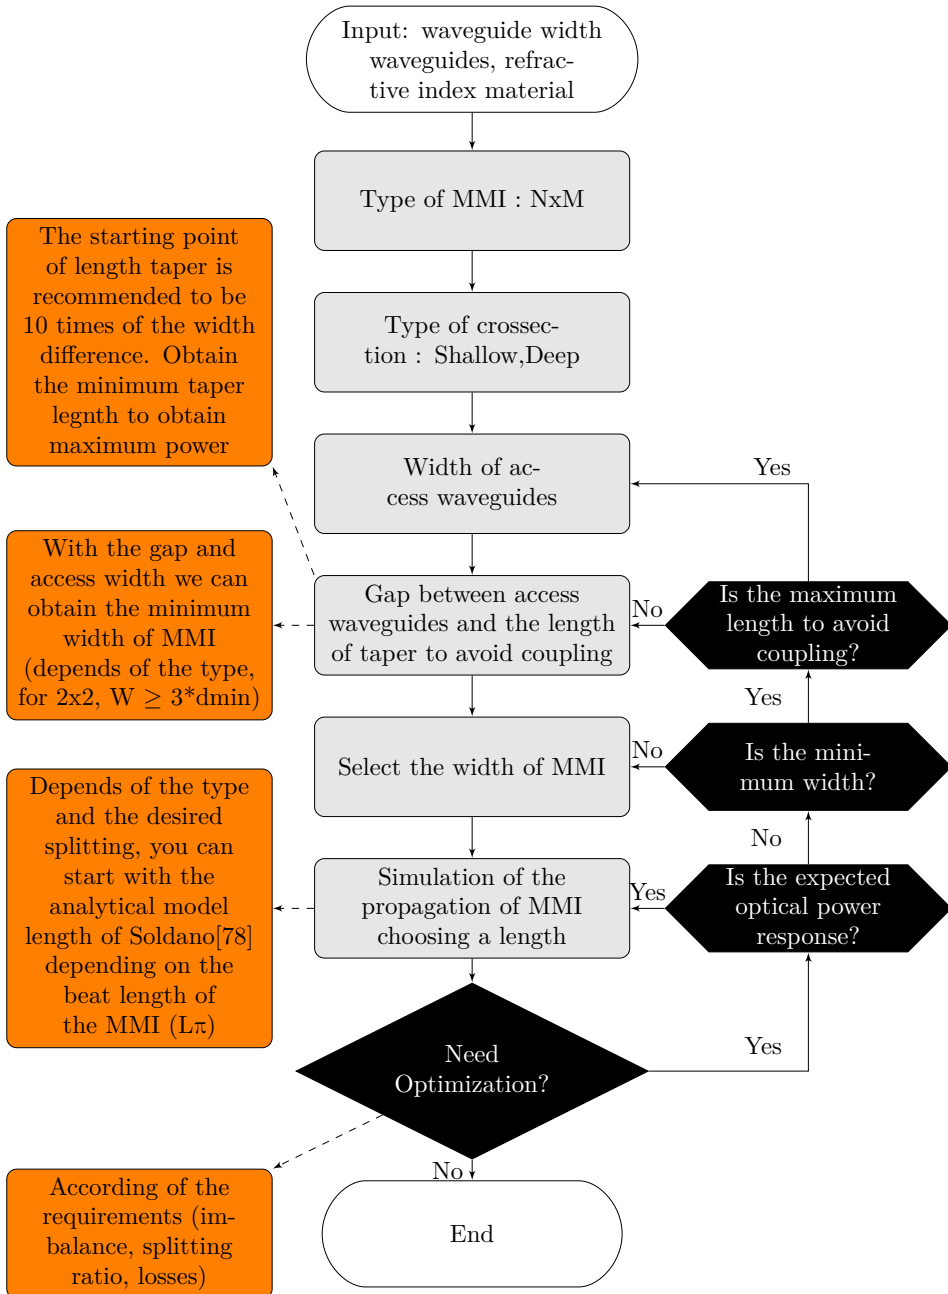 Input: waveguide width
waveguides, refrac-
tive index material
Type of MMI : NxM
The starting point
of length taper is
recommended to be
10 times of the width
difference. Obtain
the minimum taper
legnth to obtain
maximum power
Type of crossec-
tion : Shallow,Deep
Width of ac-
cess waveguides
Yes
With the gap and
access width we can
obtain the minimum
width of MMI
(depends of the type,
for 2x2, W ≥ 3*dmin)
Gap between access
waveguides and the length
of taper to avoid coupling
No
Is the maximum
length to avoid
coupling?
Yes
Select the width of MMI
No
Is the mini-
mum width?
No
Depends of the type
and the desired
splitting, you can
start with the
analytical model
length of Soldano[78]
depending on the
beat length of
the MMI (Lπ)
Simulation of the
propagation of MMI
choosing a length
Yes
Is the expected
optical power
response?
Need
Optimization?
Yes
No
According of the
requirements (im-
balance, splitting
ratio, losses)
End